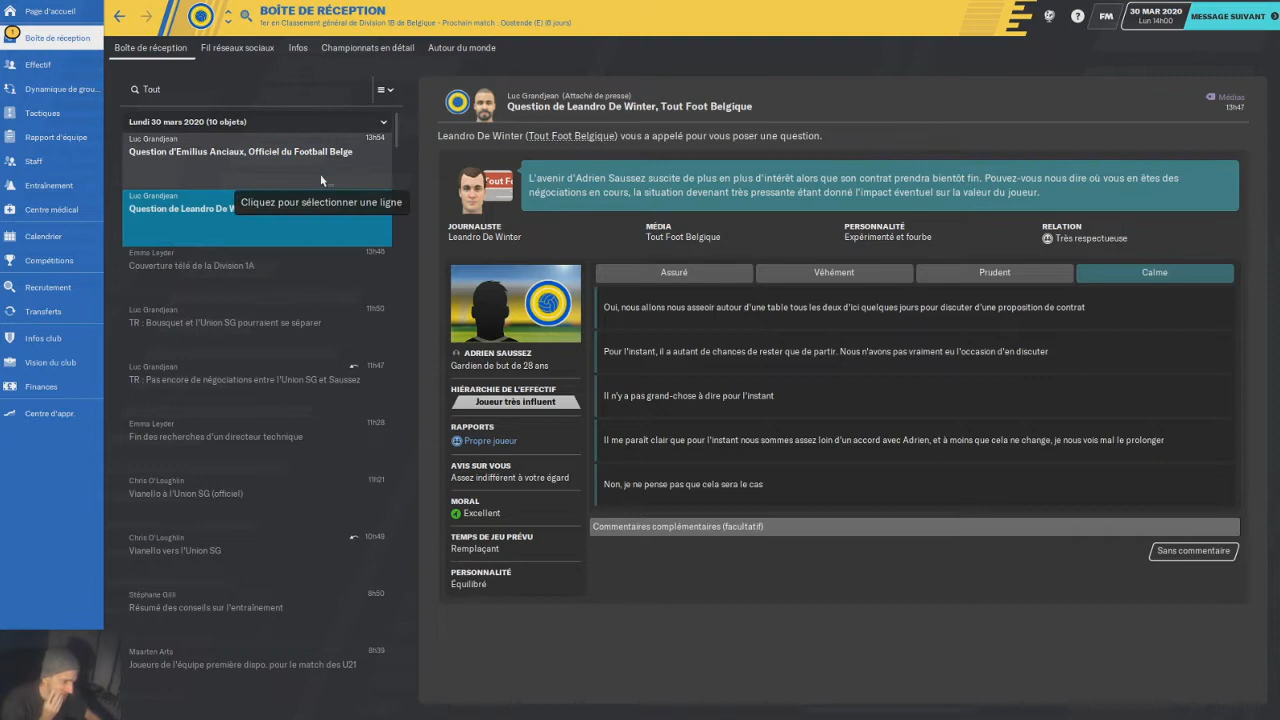 Page d'accueil
Boîte de réception
Effectif
Dynamique de grou...
Tactiques
Rapport d'équipe
Staff
Entraînement
Centre médical
Calendrier
Compétitions
Recrutement
Transferts
Infos club
Vision du club
Finances
Centre d'appr.
BOÎTE DE RÉCEPTION
1er en Classement général de Division 1B de Belgique - Prochain match : Oostende (E) (6 jours)
FM
30 MAR 2020
Lun 14h00
MESSAGE SUIVANT
Boîte de réception
Fil réseaux sociaux
Infos
Championnats en détail
Autour du monde
Tout
Lundi 30 mars 2020 (10 objets)
Luc Grandjean
13h54
Question d'Emilius Anciaux, Officiel du Football Belge
Luc Grandjean
Question de Leandro De W
Cliquez pour sélectionner une ligne
Emma Leyder
13h46
Couverture télé de la Division 1A
Luc Grandjean
11h50
TR : Bousquet et l'Union SG pourraient se séparer
Luc Grandjean
11h47
TR : Pas encore de négociations entre l'Union SG et Saussez
Emma Leyder
11h28
Fin des recherches d'un directeur technique
Chris O'Loughlin
11h21
Vianello à l'Union SG (officiel)
Chris O'Loughlin
10h49
Vianello vers l'Union SG
Stéphane Gilli
8h50
Résumé des conseils sur l'entraînement
Maarten Arts
8h39
Joueurs de l'équipe première dispo. pour le match des U21
Luc Grandjean (Attaché de presse)
Question de Leandro De Winter, Tout Foot Belgique
Médias
13h47
Leandro De Winter (Tout Foot Belgique) vous a appelé pour vous poser une question.
Tout Fo
L'avenir d'Adrien Saussez suscite de plus en plus d'intérêt alors que son contrat prendra bientôt fin. Pouvez-vous nous dire où vous en êtes des
négociations en cours, la situation devenant très pressante étant donné l'impact éventuel sur la valeur du joueur.
JOURNALISTE
Leandro De Winter
MÉDIA
Tout Foot Belgique
PERSONNALITÉ
Expérimenté et fourbe
RELATION
Très respectueuse
Assuré
Véhément
Prudent
Calme
Oui, nous allons nous asseoir autour d'une table tous les deux d'ici quelques jours pour discuter d'une proposition de contrat
Pour l'instant, il a autant de chances de rester que de partir. Nous n'avons pas vraiment eu l'occasion d'en discuter
Il n'y a pas grand-chose à dire pour l'instant
Il me paraît clair que pour l'instant nous sommes assez loin d'un accord avec Adrien, et à moins que cela ne change, je nous vois mal le prolonger
Non, je ne pense pas que cela sera le cas
Commentaires complémentaires (facultatif)
Sans commentaire
ADRIEN SAUSSEZ
Gardien de but de 28 ans
HIÉRARCHIE DE L'EFFECTIF
Joueur très influent
RAPPORTS
Propre joueur
AVIS SUR VOUS
Assez indifférent à votre égard
MORAL
Excellent
TEMPS DE JEU PRÉVU
Remplaçant
PERSONNALITÉ
Équilibré